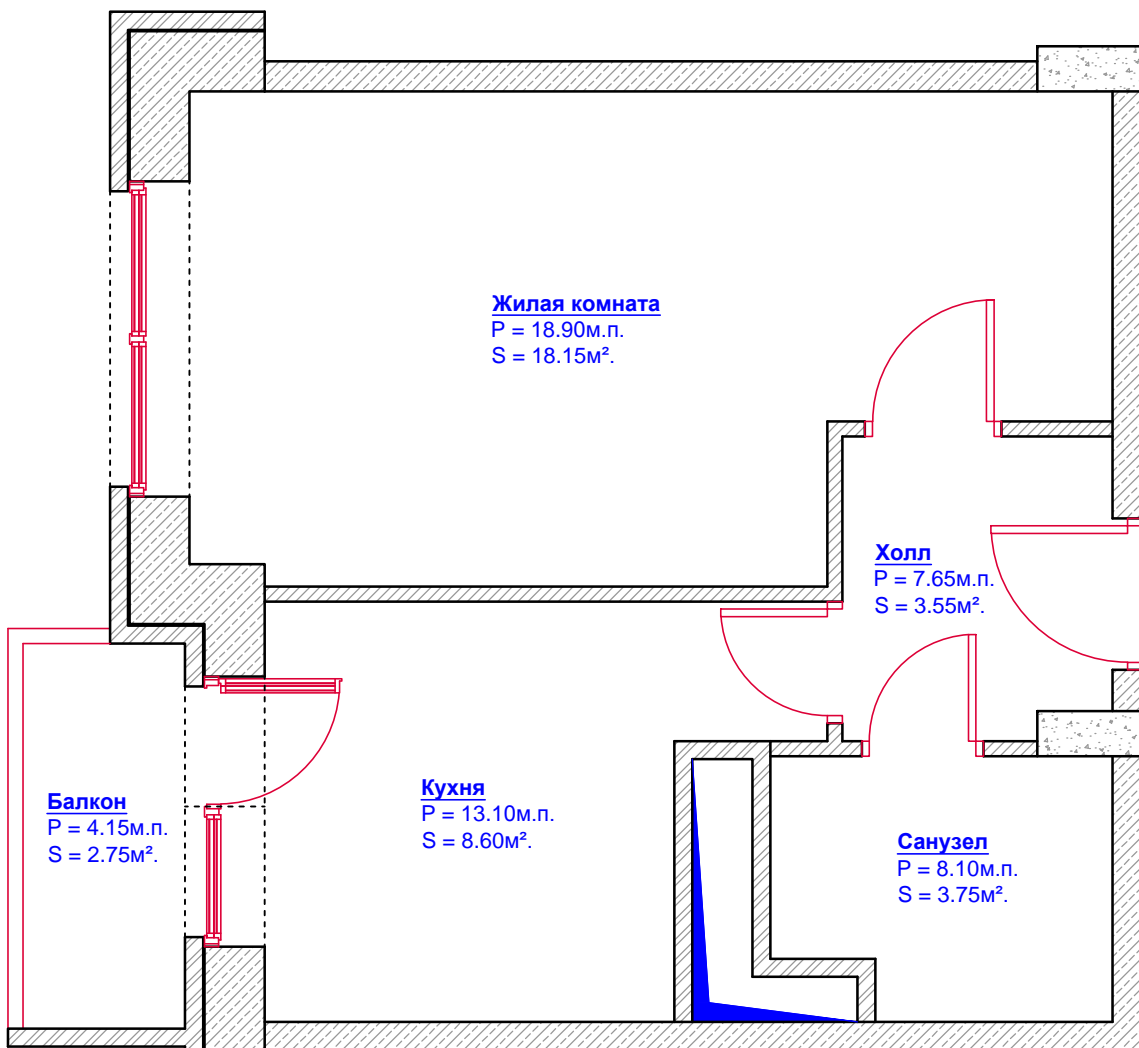 Жилая комната
P = 18.90м.п.
S = 18.15м².
Холл
P = 7.65м.п.
S = 3.55м².
Кухня
P = 13.10м.п.
S = 8.60м².
Балкон
P = 4.15м.п.
S = 2.75м².
Санузел
P = 8.10м.п.
S = 3.75м².